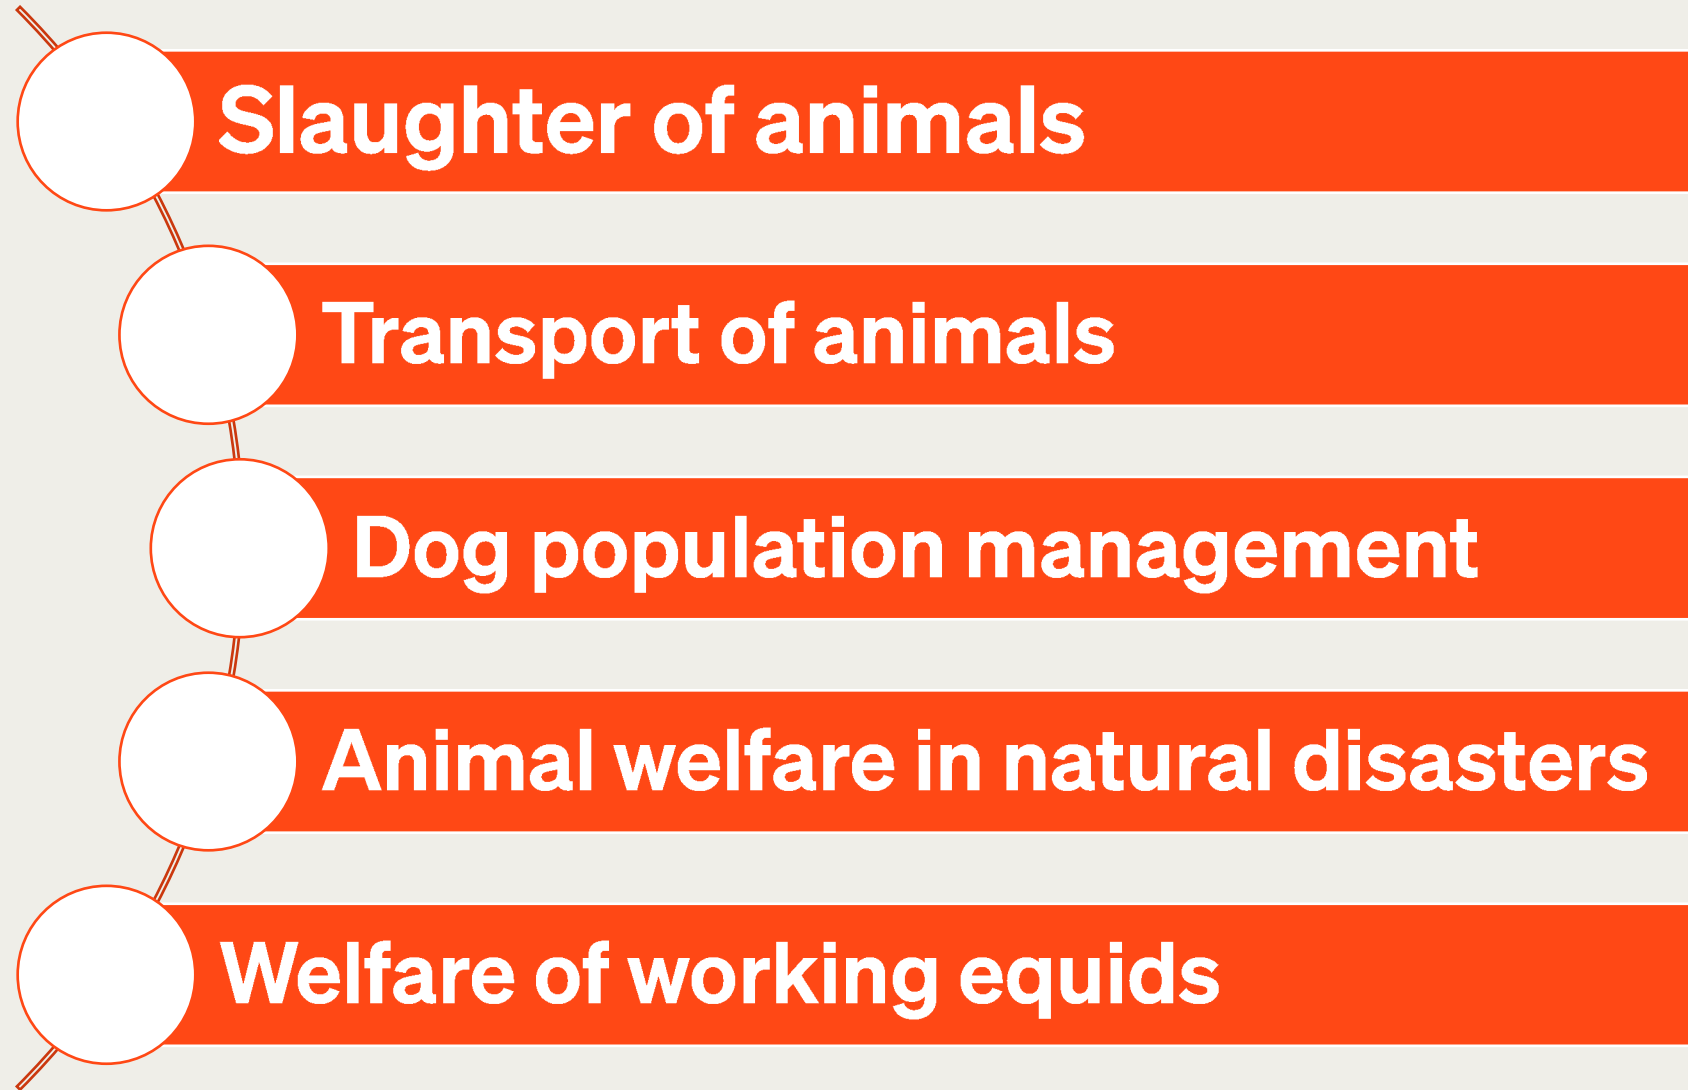 Slaughter of animals
Transport of animals
Dog population management
Animal welfare in natural disasters
Welfare of working equids